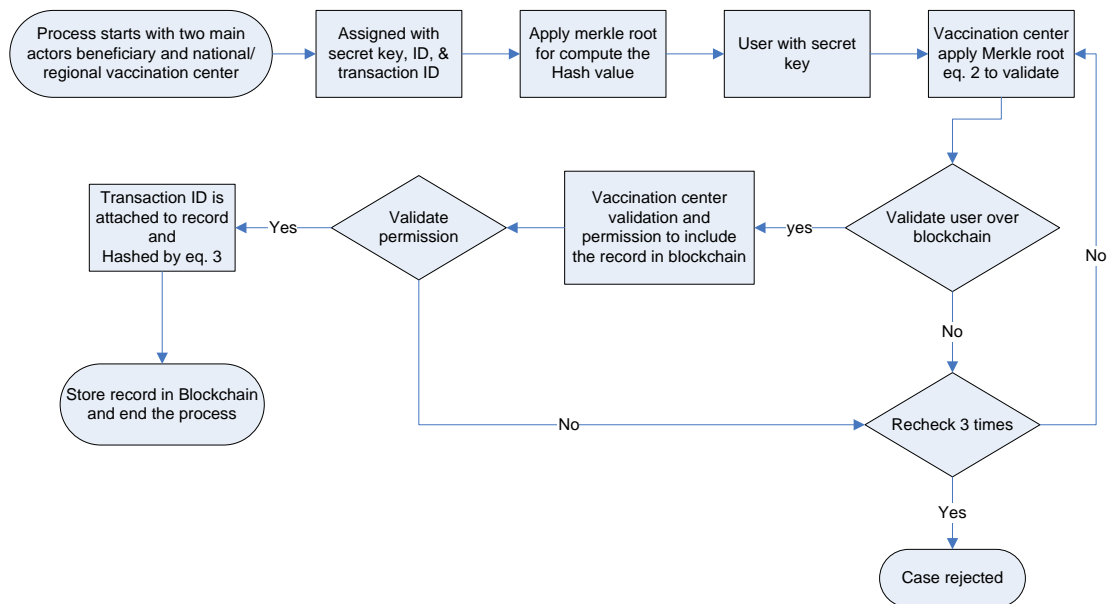 Process starts with two main
actors beneficiary and national/
regional vaccination center
Assigned with
secret key, ID, &
transaction ID
Apply merkle root
for compute the
Hash value
User with secret
key
Vaccination center
apply Merkle root
eq. 2 to validate
Transaction ID is
attached to record
and
Hashed by eq. 3
Yes
Validate
permission
Vaccination center
validation and
permission to include
the record in blockchain
yes
Validate user over
blockchain
No
No
Store record in Blockchain
and end the process
No
Recheck 3 times
Yes
Case rejected